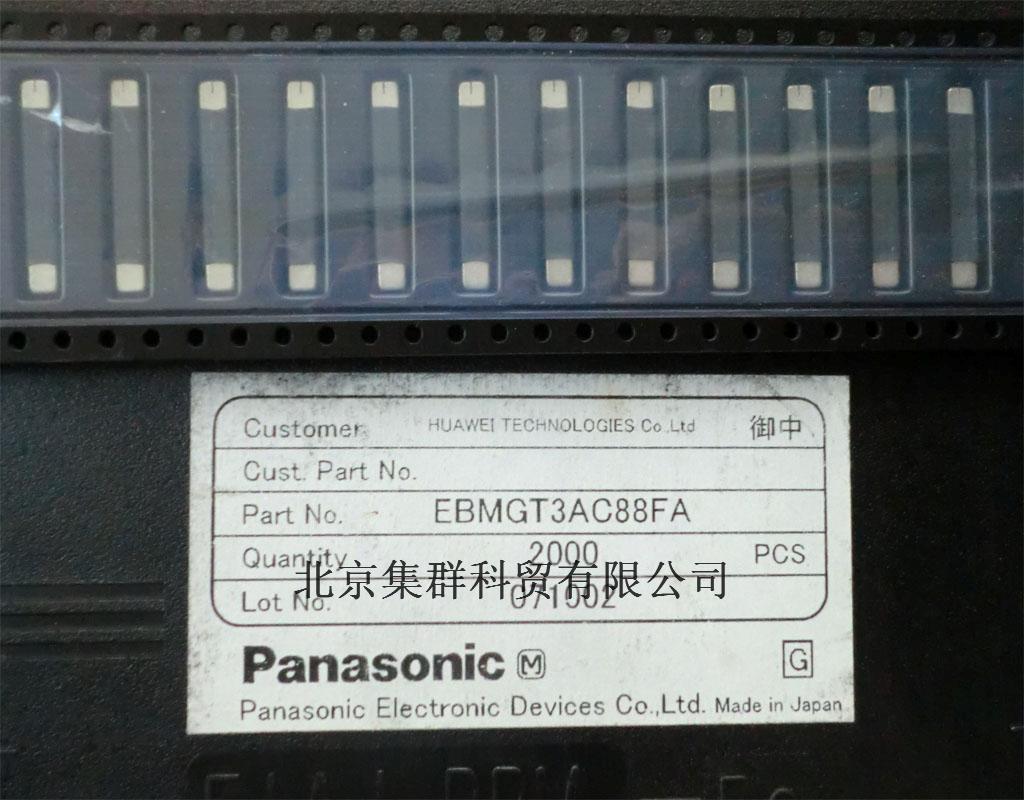 Customer HUAWEI TECHNOLOGIES Co.,Ltd 御中
Cust. Part No.
Part No. EBMGT3AC88FA
Quantity 2000 PCS
北京集群科贸有限公司
Lot No. 071002
Panasonic M G
Panasonic Electronic Devices Co.,Ltd. Made in Japan